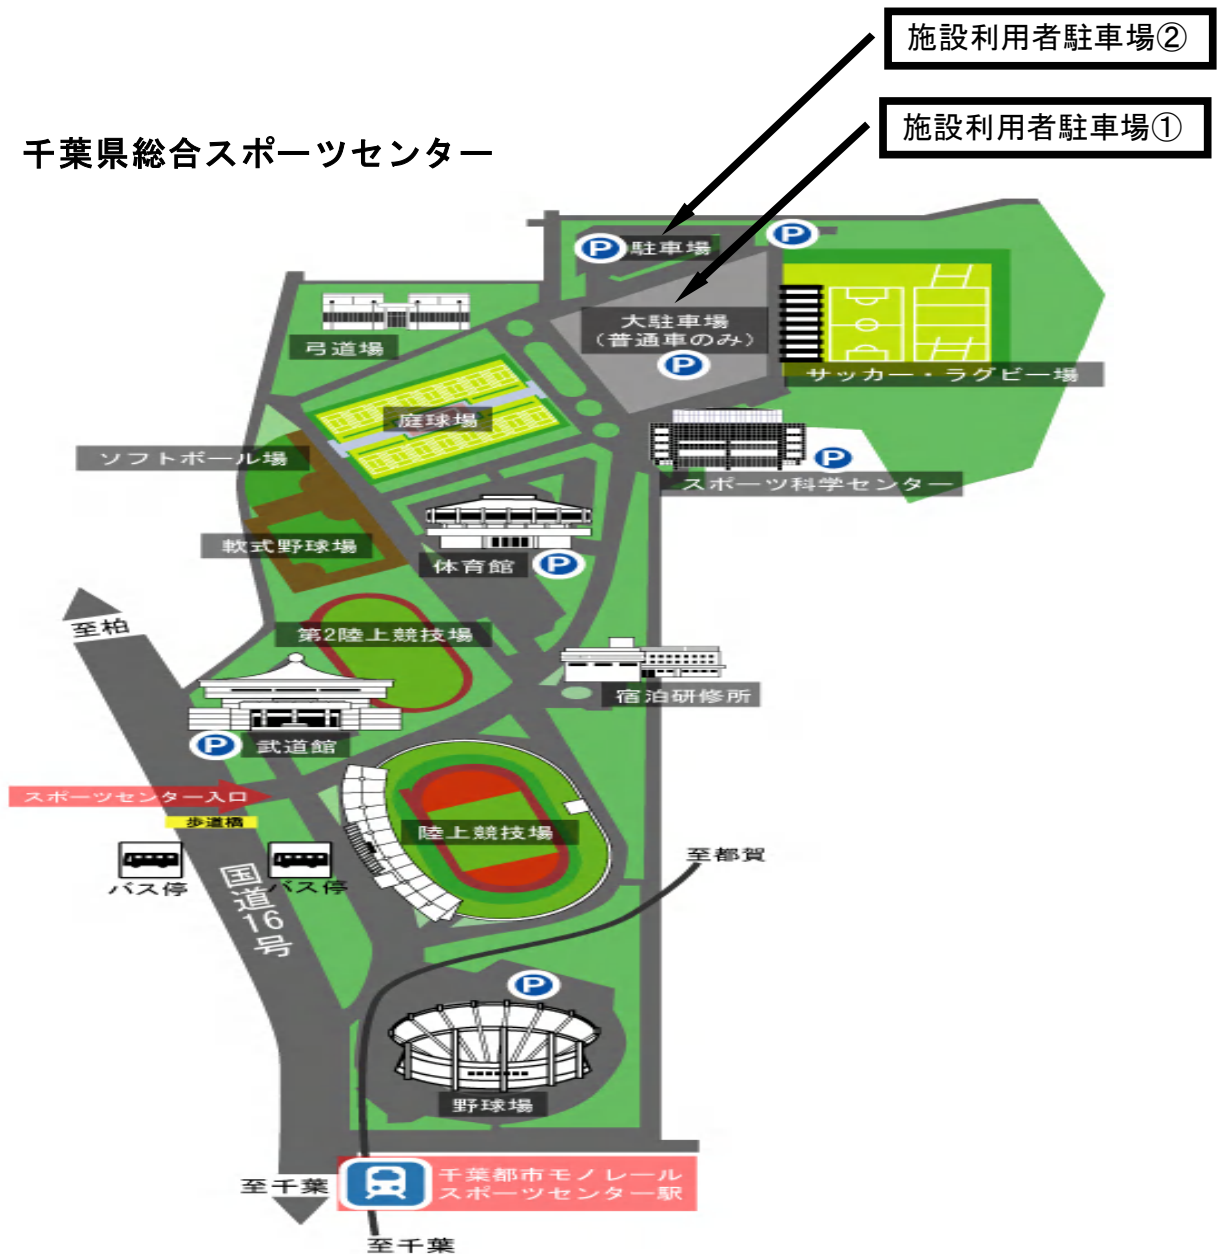 施設利用者駐車場②
施設利用者駐車場①
千葉県総合スポーツセンター
P
P 駐車場
大駐車場
(普通車のみ)
P
弓道場
サッカー・ラグビー場
庭球場
ソフトボール場
P
スポーツ科学センター
軟式野球場
体育館 P
至柏
第2陸上競技場
宿泊研修所
P 武道館
スポーツセンター入口
歩道橋
陸上競技場
至都賀
バス停
バス停
国道16号
P
野球場
千葉都市モノレール
スポーツセンター駅
至千葉
至千葉